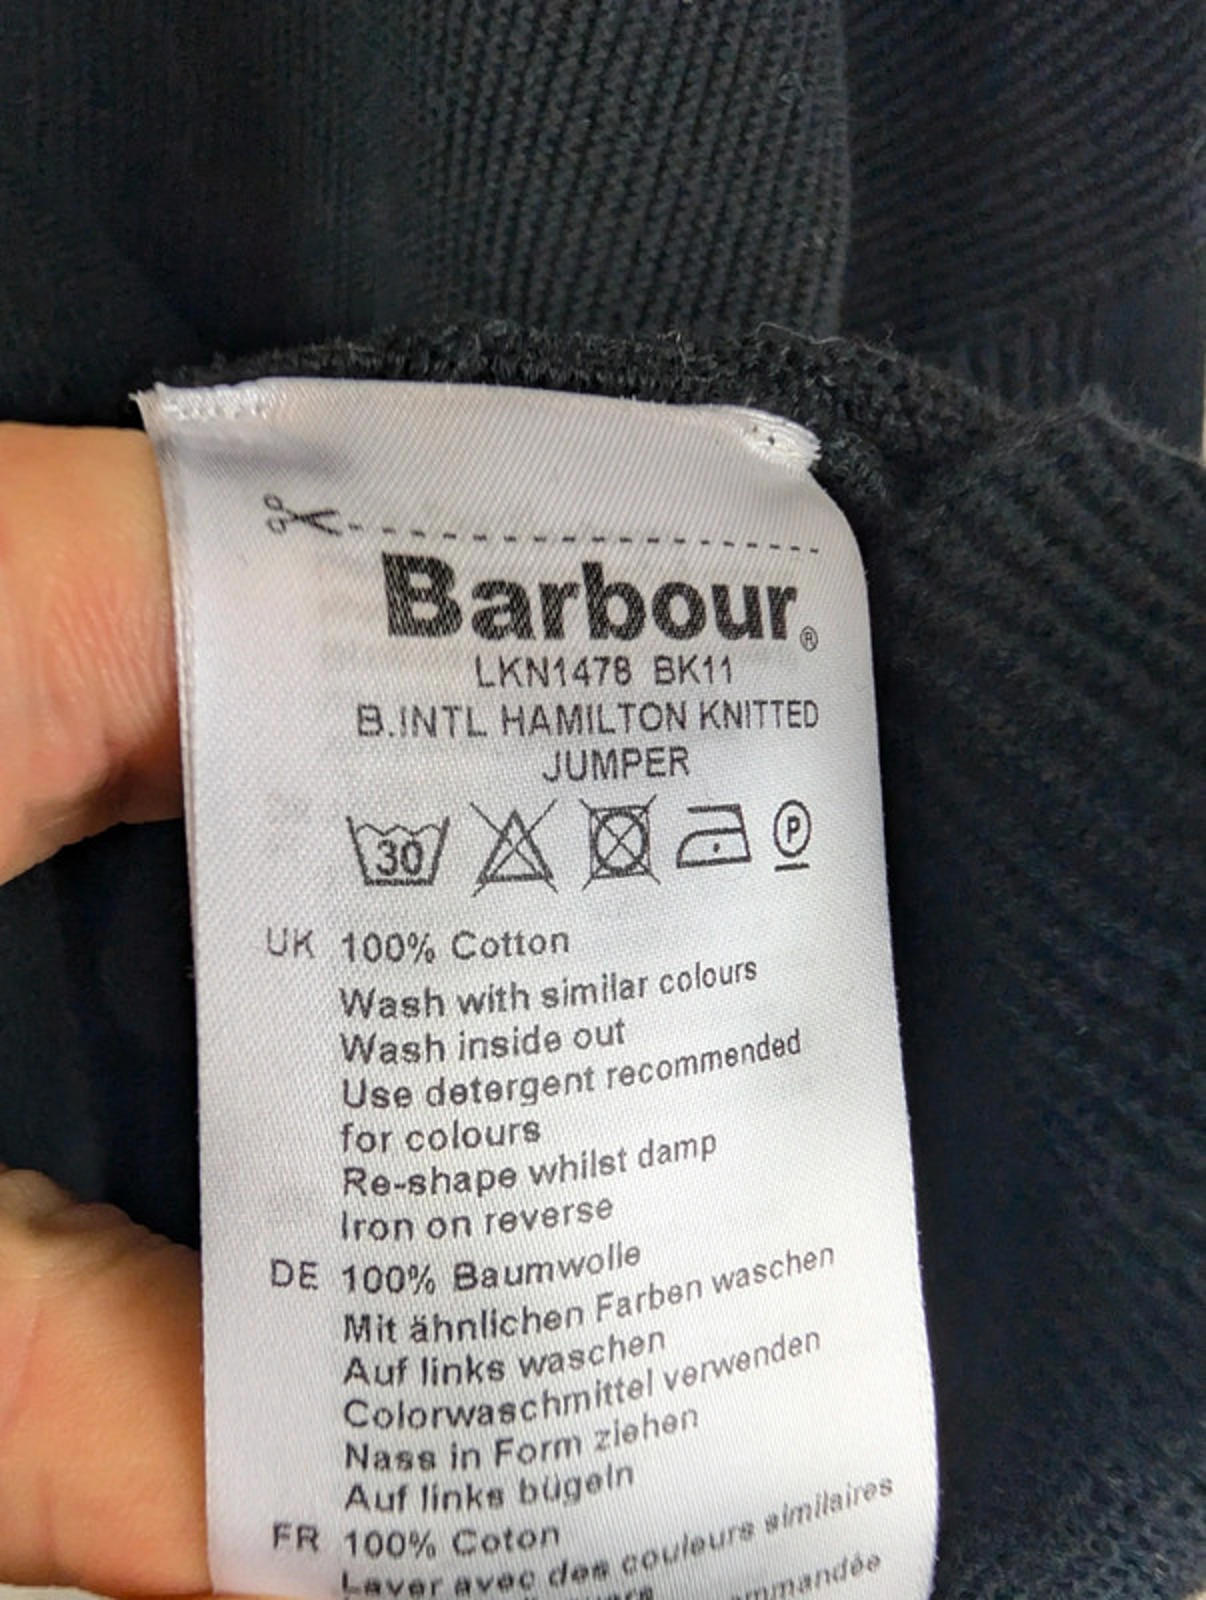 Barbour®
LKN1478 BK11
B.INTL HAMILTON KNITTED
JUMPER
30
P
UK 100% Cotton
Wash with similar colours
Wash inside out
Use detergent recommended
for colours
Re-shape whilst damp
Iron on reverse
DE 100% Baumwolle
Mit ähnlichen Farben waschen
Auf links waschen
Colorwaschmittel verwenden
Nass in Form ziehen
Auf links bügeln
FR 100% Coton
Laver avec des couleurs similaires